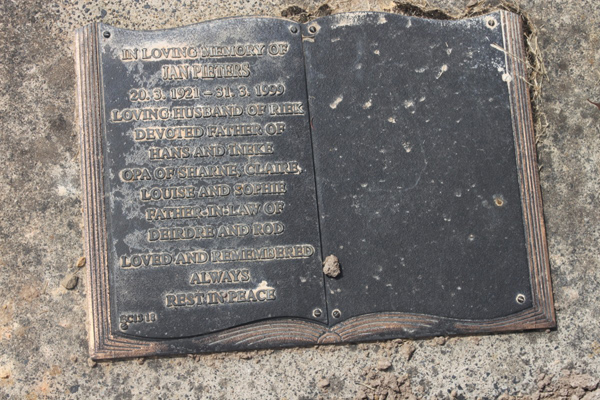 IN LOVING MEMORY OF
JAN PIETERS
20.3.1921 – 31.3.1999
LOVING HUSBAND OF RIEK
DEVOTED FATHER OF
HANS AND INEKE
OPA OF SHARNE, CLAIRE,
LOUISE AND SOPHIE
FATHER-IN-LAW OF
DEIRDRE AND ROD
LOVED AND REMEMBERED
ALWAYS
REST IN PEACE